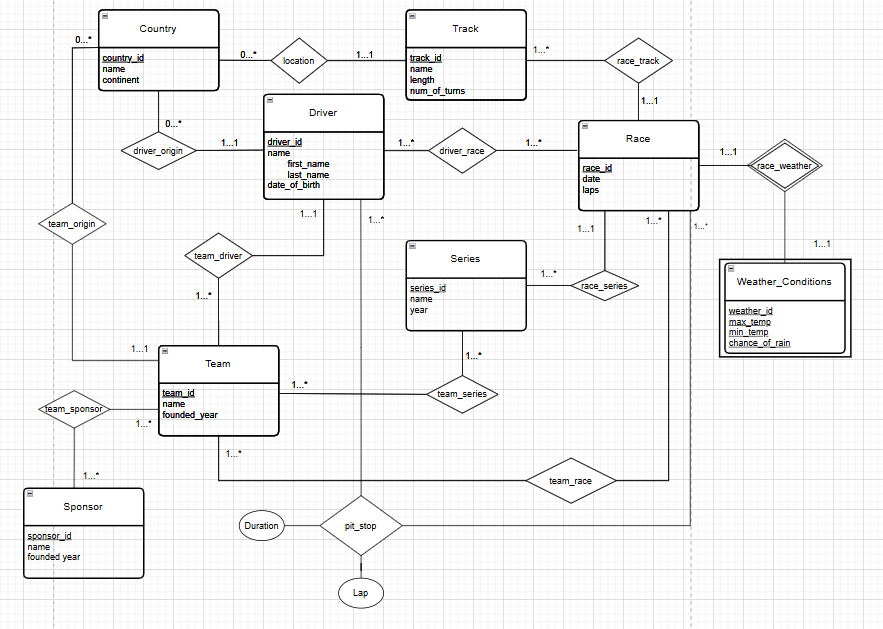 Country
country_id
name
continent
0...*
0...*
location
1...1
Track
track_id
name
length
num_of_turns
1...*
race_track
1...1
0...*
driver_origin
1...1
Driver
driver_id
name
first_name
last_name
date_of_birth
1...*
driver_race
1...*
Race
race_id
date
laps
1...1
race_weather
1...1
Weather_Conditions
weather_id
max_temp
min_temp
chance_of_rain
team_origin
1...1
team_driver
1...1
1...*
1...*
Series
series_id
name
year
1...*
race_series
1...1
1...*
1...*
1...*
team_series
1...*
Team
team_id
name
founded_year
team_sponsor
1...*
1...*
1...*
team_race
Sponsor
sponsor_id
name
founded year
Duration
pit_stop
Lap